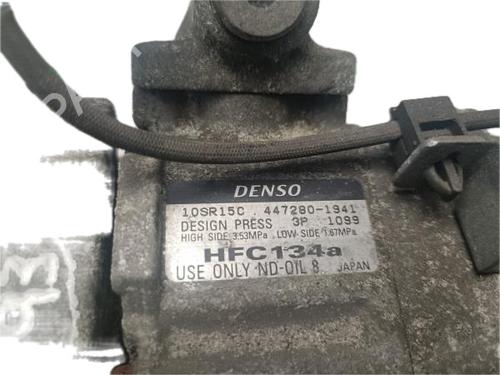 DENSO
10SR15C 447280-1941
DESIGN PRESS 3P 1099
HIGH SIDE 3.53MPa LOW-SIDE 1.67MPa
HFC134a
USE ONLY ND-OIL 8 JAPAN